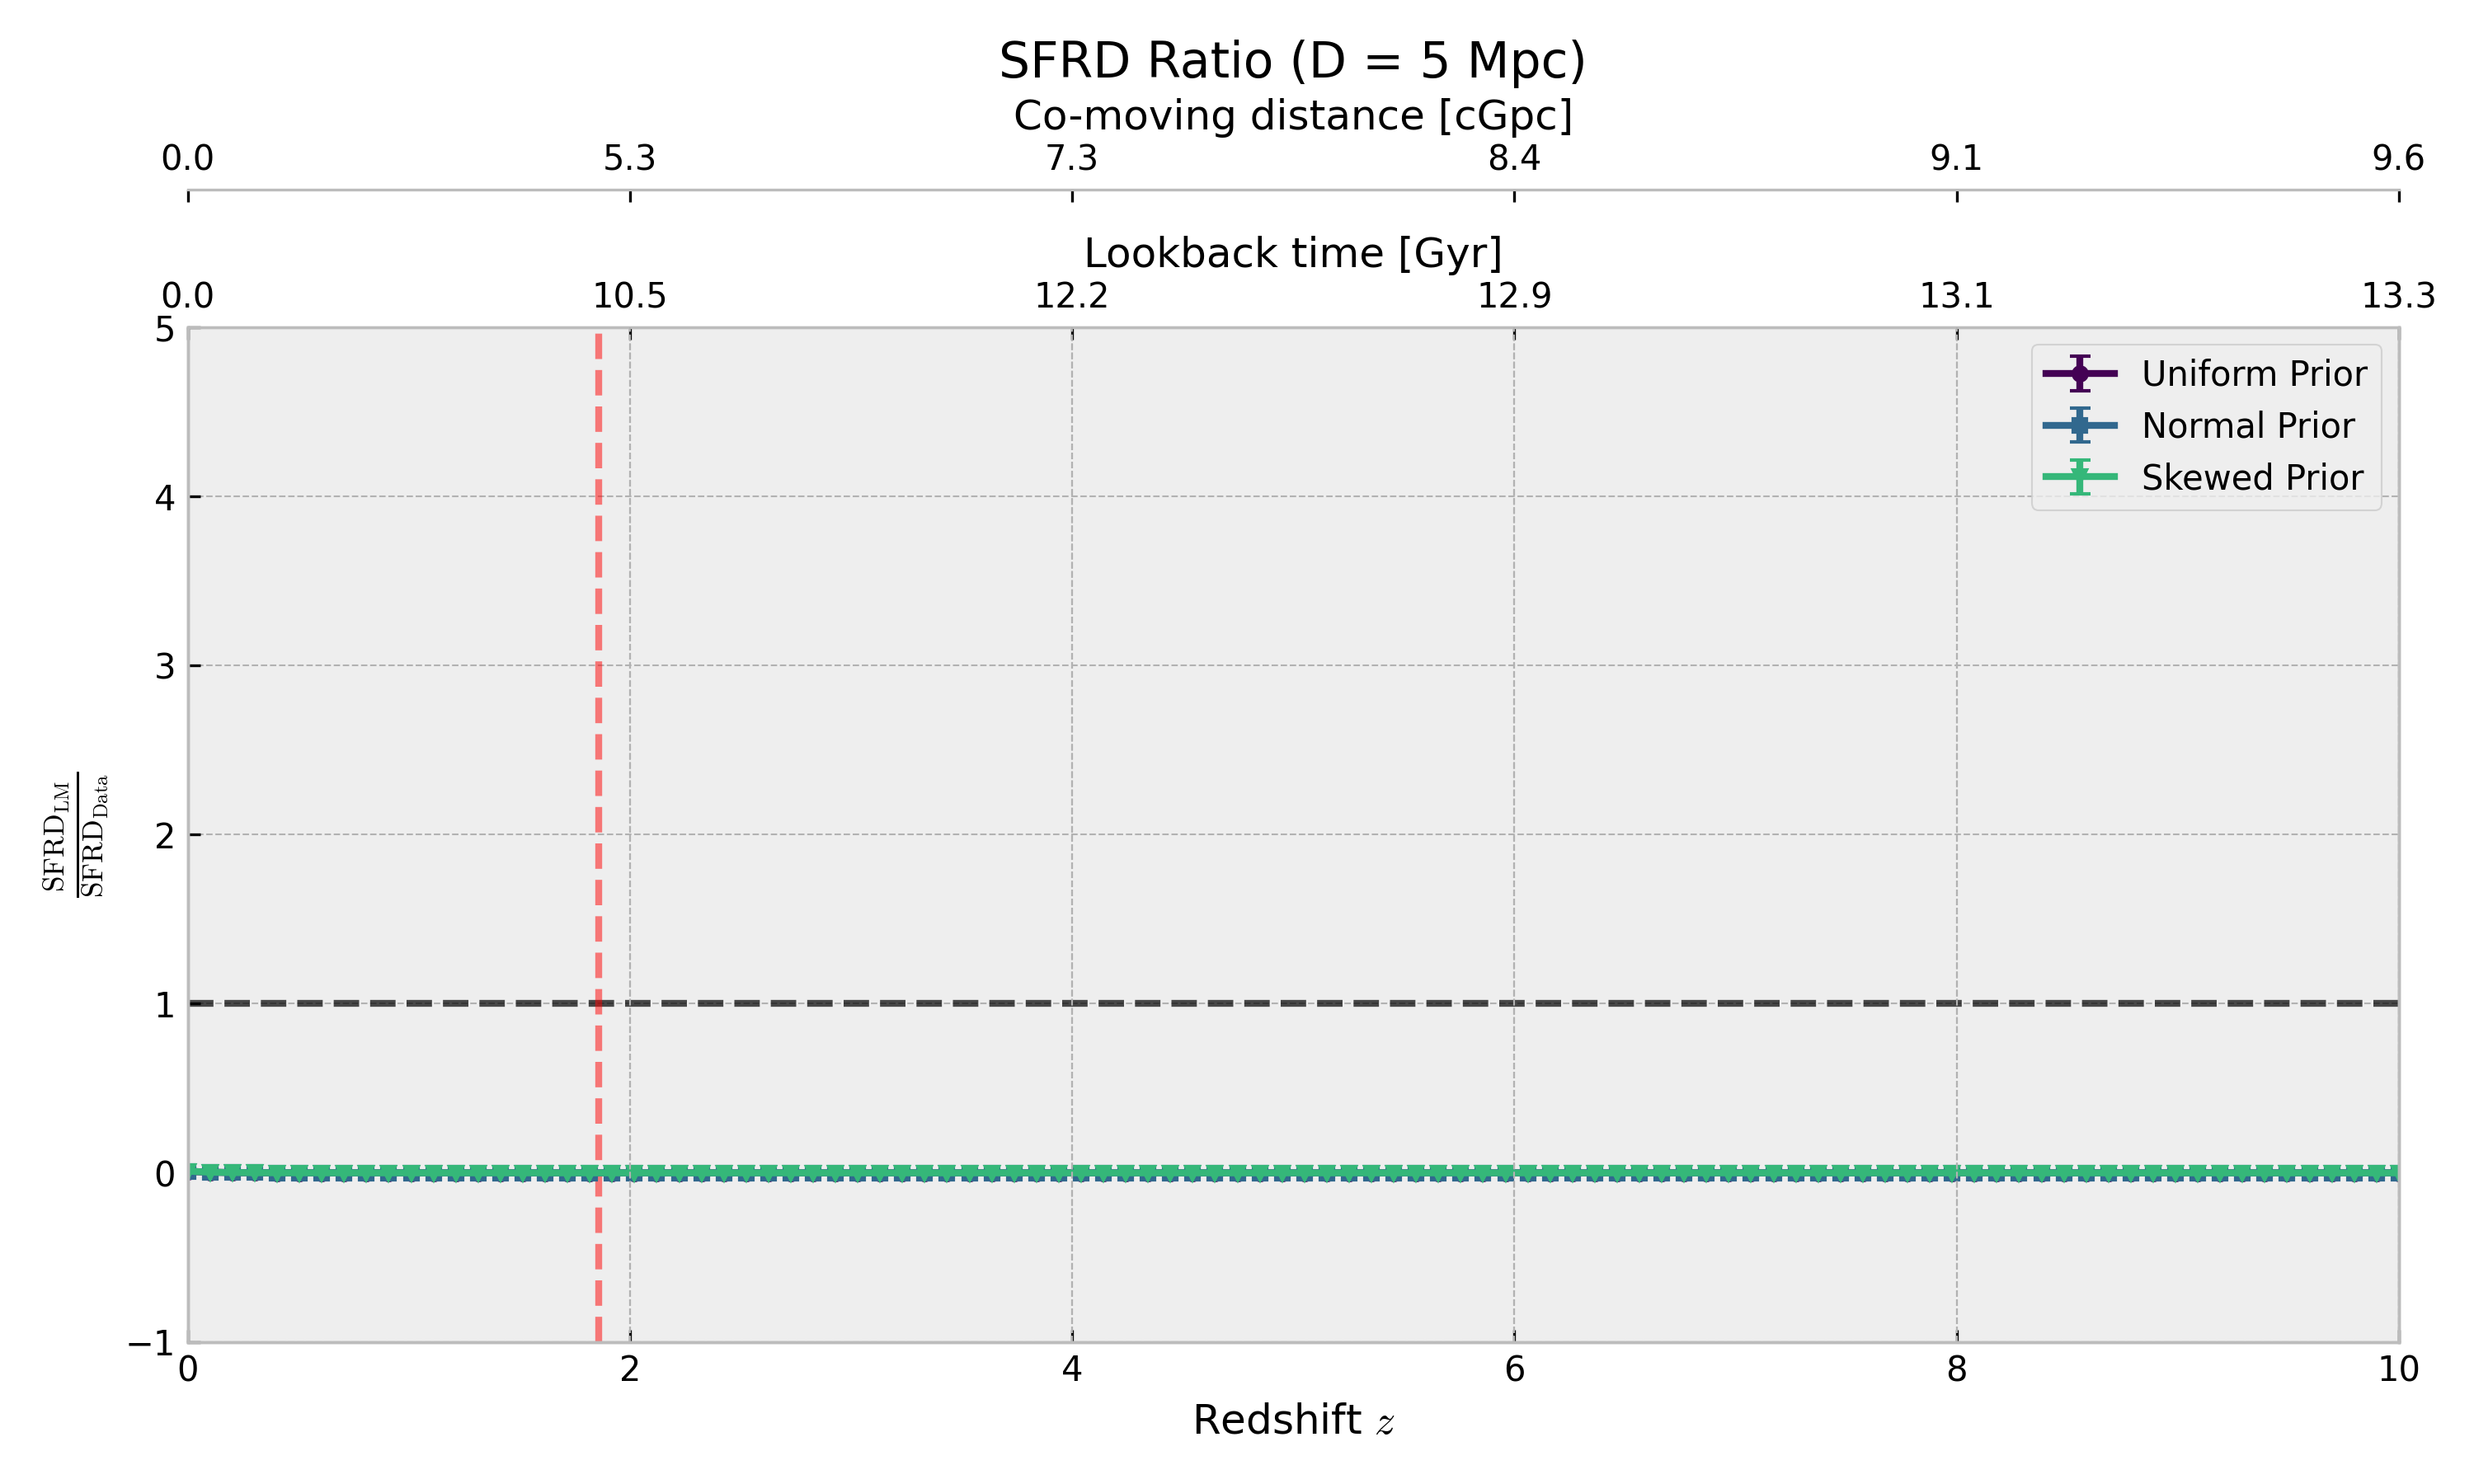 SFRD Ratio (D = 5 Mpc)
Co-moving distance [cGpc]
0.0 5.3 7.3 8.4 9.1 9.6
Lookback time [Gyr]
0.0 10.5 12.2 12.9 13.1 13.3
5
4
3
2
1
0
−1
SFRD_LM
SFRD_Data
Uniform Prior
Normal Prior
Skewed Prior
0 2 4 6 8 10
Redshift z